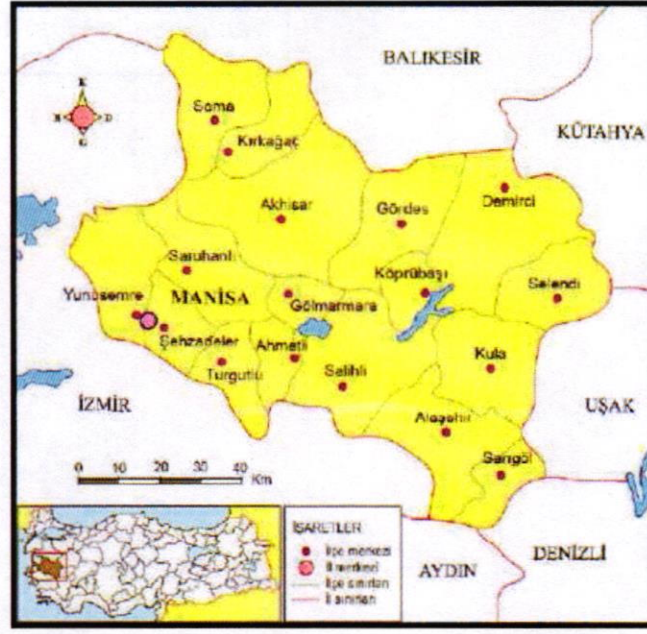 BALIKESİR
KÜTAHYA
K
B D
G
Soma
Kırkağaç
Akhisar
Gördes
Demirci
Saruhanlı
Köprübaşı
Selendi
Yunusemre
MANİSA
Gölmarmara
Şehzadeler
Ahmetli
Turgutlu
Salihli
Kula
İZMİR
UŞAK
Alaşehir
Sarıgöl
0 10 20 30 40
Km
İŞARETLER
İlçe merkezi
İl merkezi
İlçe sınırları
İl sınırları
AYDIN
DENİZLİ